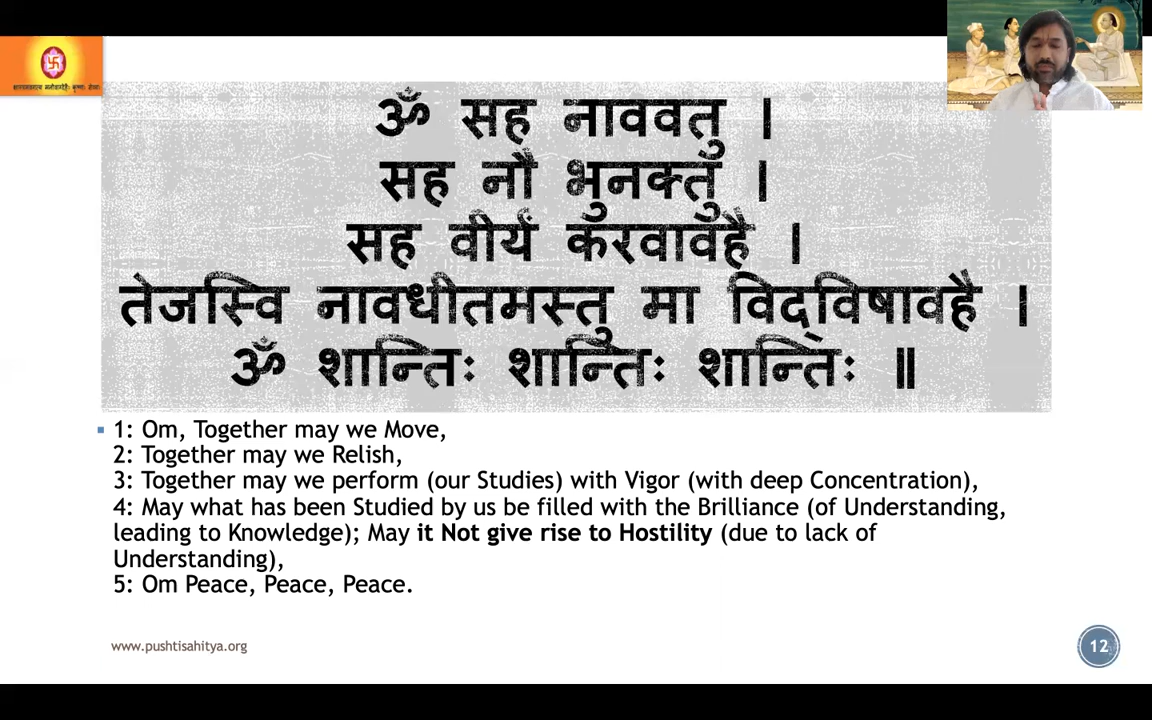 ॐ सह नाववतु ।
सह नौ भुनक्तु ।
सह वीर्यं करवावहै ।
तेजस्वि नावधीतमस्तु मा विद्विषावहै ।
ॐ शान्तिः शान्तिः शान्तिः ॥
1: Om, Together may we Move,
2: Together may we Relish,
3: Together may we perform (our Studies) with Vigor (with deep Concentration),
4: May what has been Studied by us be filled with the Brilliance (of Understanding,
leading to Knowledge); May it Not give rise to Hostility (due to lack of
Understanding),
5: Om Peace, Peace, Peace.
www.pushtisahitya.org
12